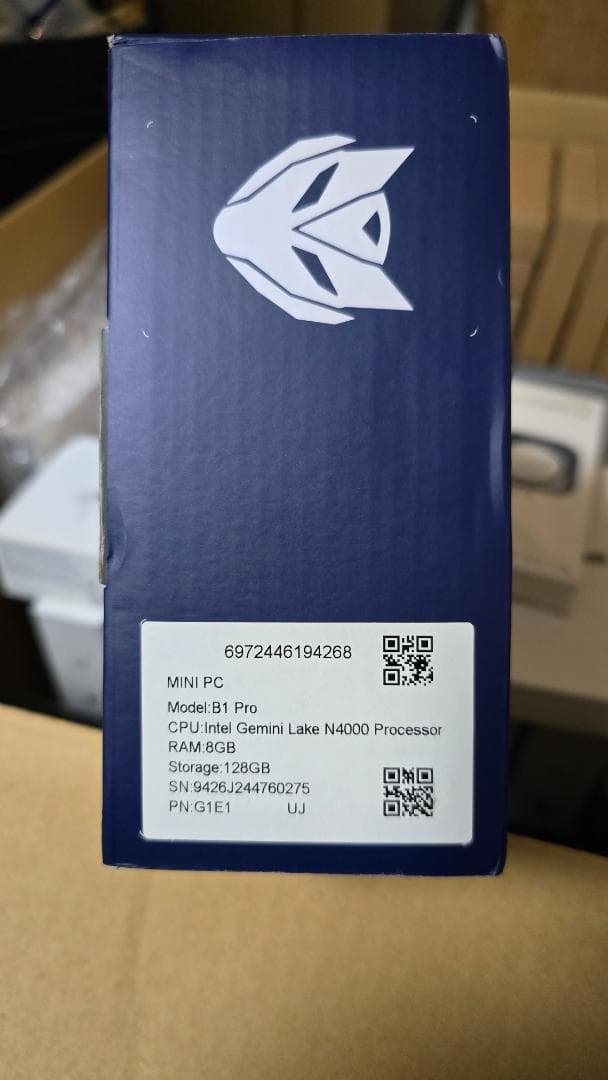 6972446194268
MINI PC
Model:B1 Pro
CPU:Intel Gemini Lake N4000 Processor
RAM:8GB
Storage:128GB
SN:9426J244760275
PN:G1E1 UJ